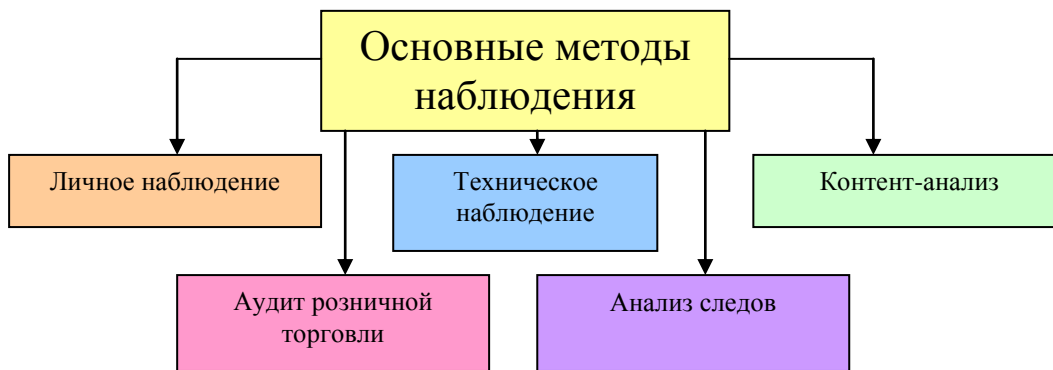 Основные методы
наблюдения
Личное наблюдение
Техническое
наблюдение
Контент-анализ
Аудит розничной
торговли
Анализ следов